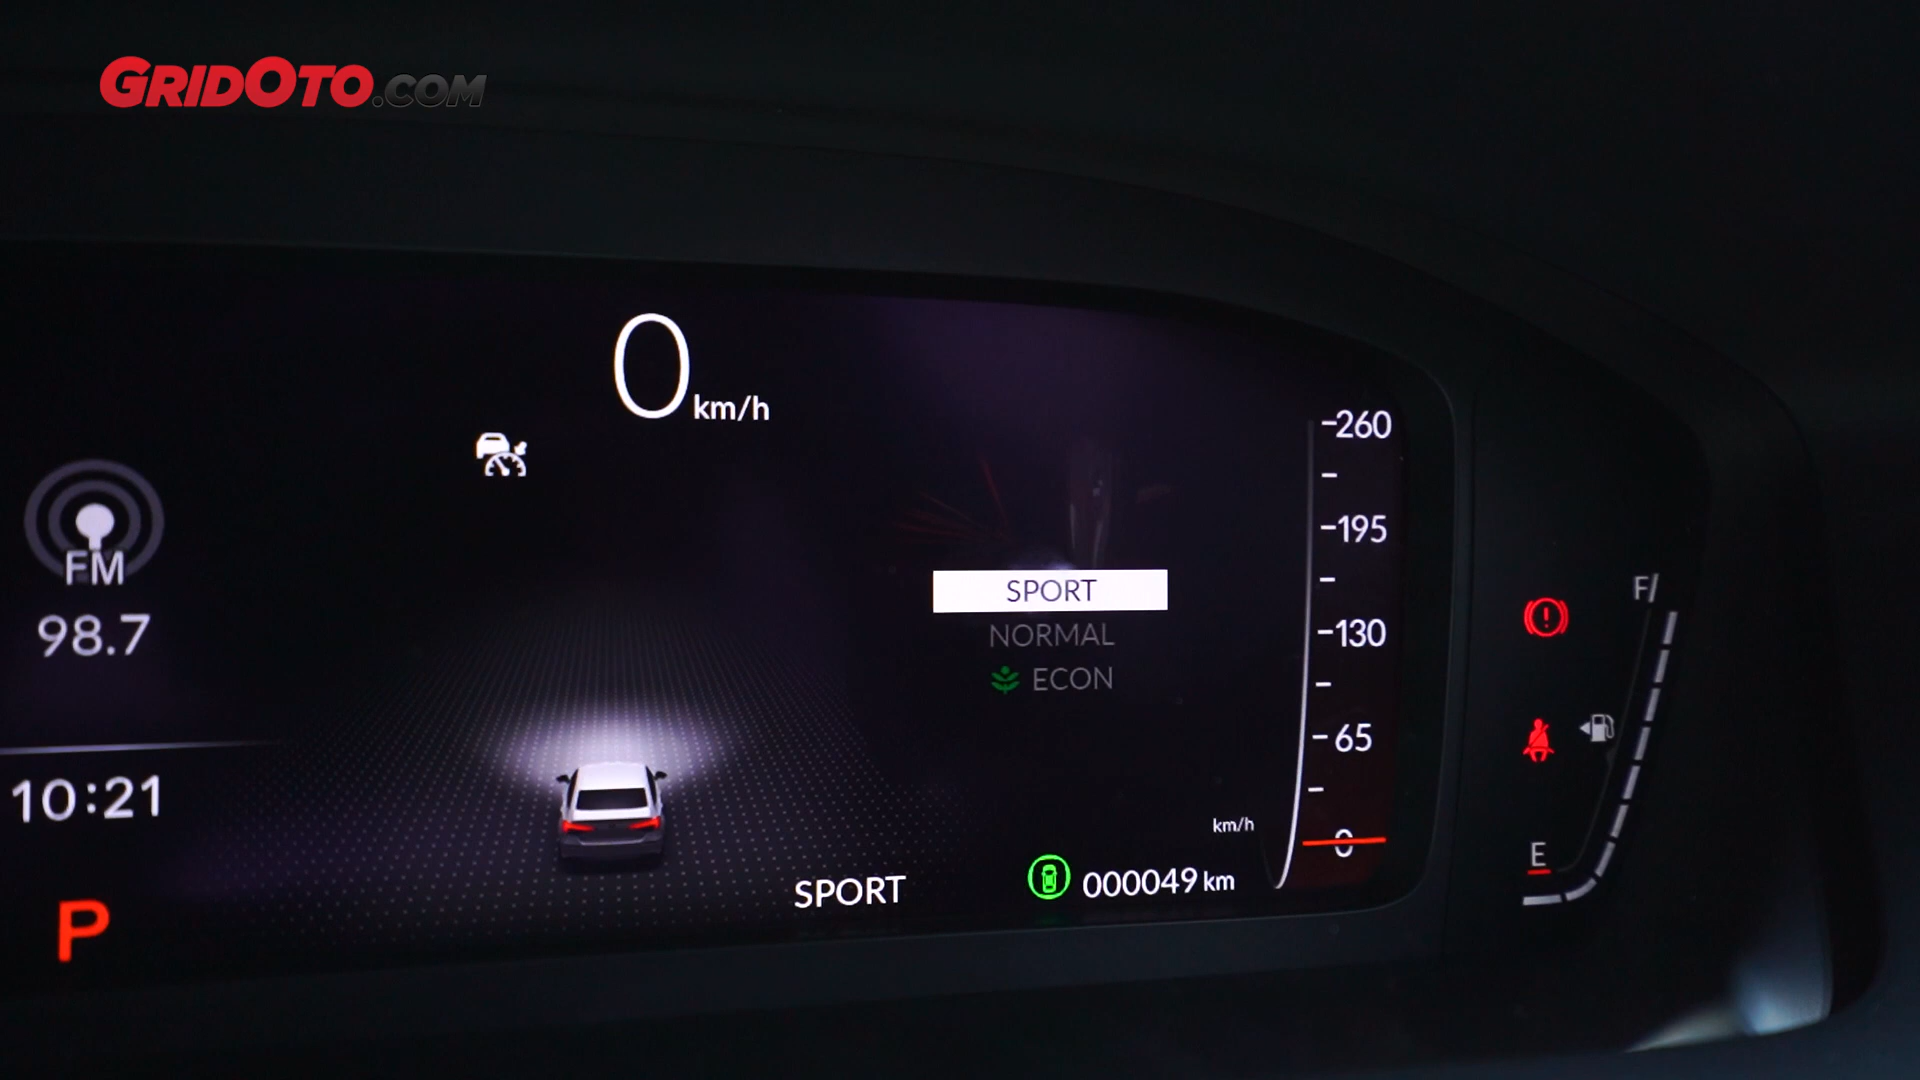 GRIDOTO.COM
0 km/h
FM
98.7
10:21
P
SPORT
NORMAL
ECON
SPORT
000049 km
260
195
130
65
0
km/h
F
E